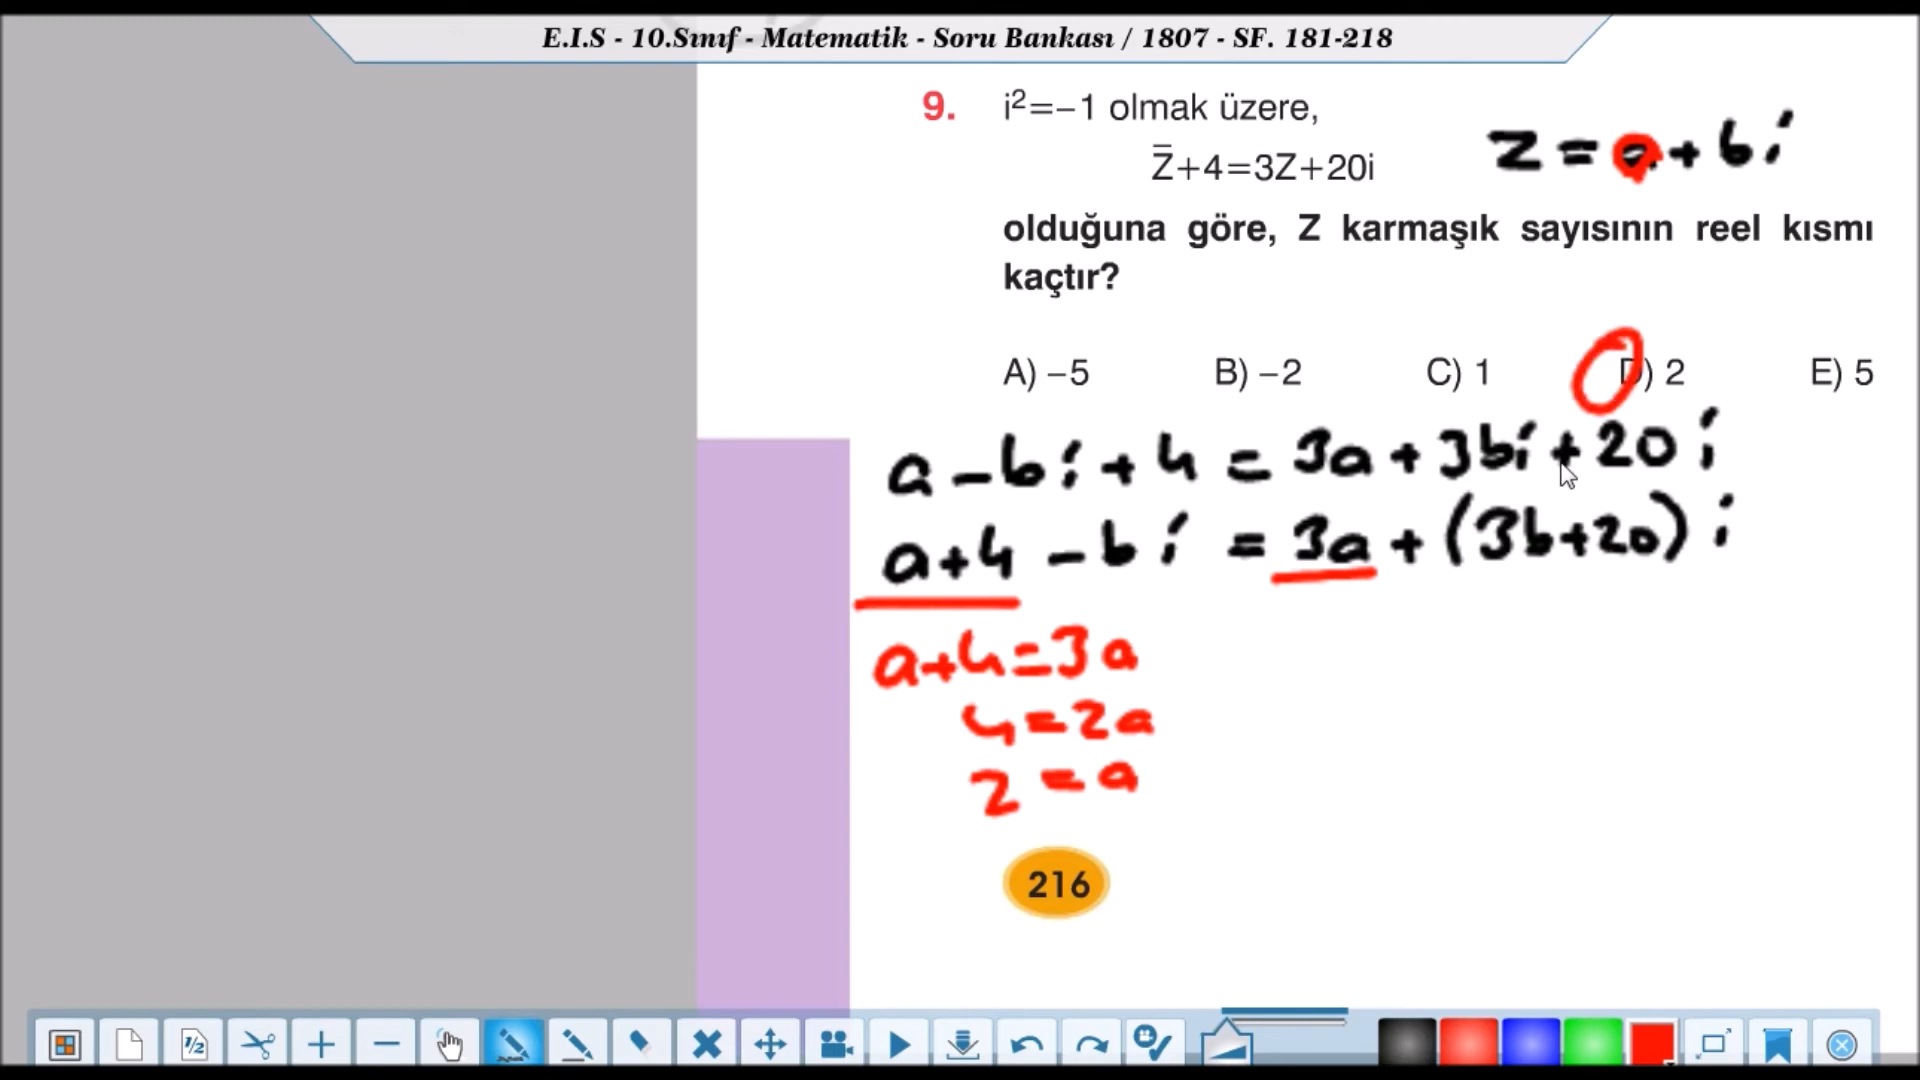 E.I.S - 10.Sınıf - Matematik - Soru Bankası / 1807 - SF. 181-218
9. i²=−1 olmak üzere,
z = a + bi
Z̄+4=3Z+20i
olduğuna göre, Z karmaşık sayısının reel kısmı
kaçtır?
A) −5 B) −2 C) 1 D) 2 E) 5
a − bi + 4 = 3a + 3bi + 20i
a+4 − bi = 3a + (3b+20)i
a+4=3a
4=2a
2=a
216
1/2